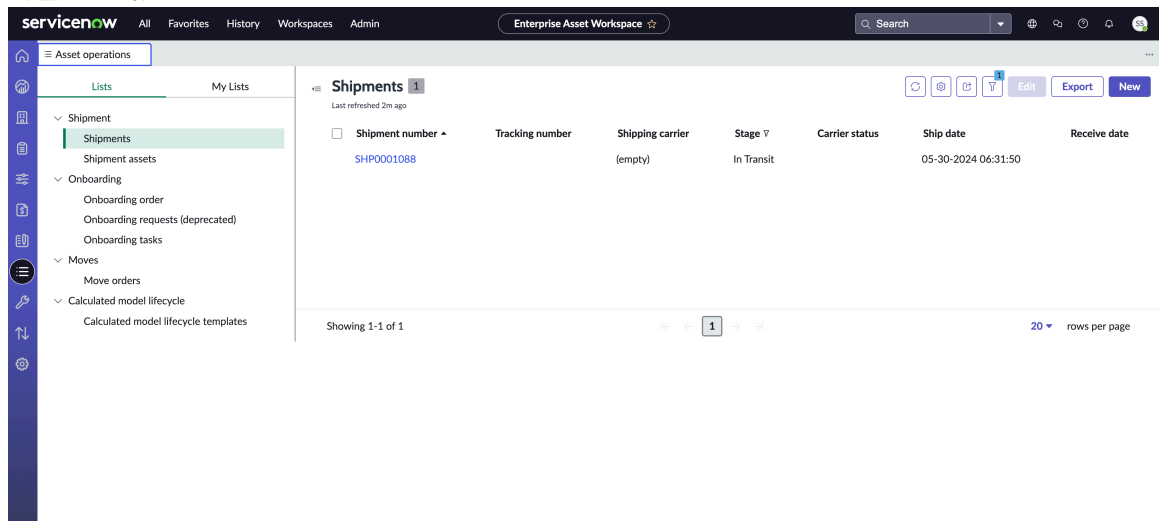 servicenow All Favorites History Workspaces Admin Enterprise Asset Workspace Search SS
Asset operations
Lists My Lists
Shipment
Shipments
Shipment assets
Onboarding
Onboarding order
Onboarding requests (deprecated)
Onboarding tasks
Moves
Move orders
Calculated model lifecycle
Calculated model lifecycle templates
Shipments 1
Last refreshed 2m ago
1 Edit Export New
Shipment number Tracking number Shipping carrier Stage Carrier status Ship date Receive date
SHP0001088 (empty) In Transit 05-30-2024 06:31:50
Showing 1-1 of 1 1 20 rows per page